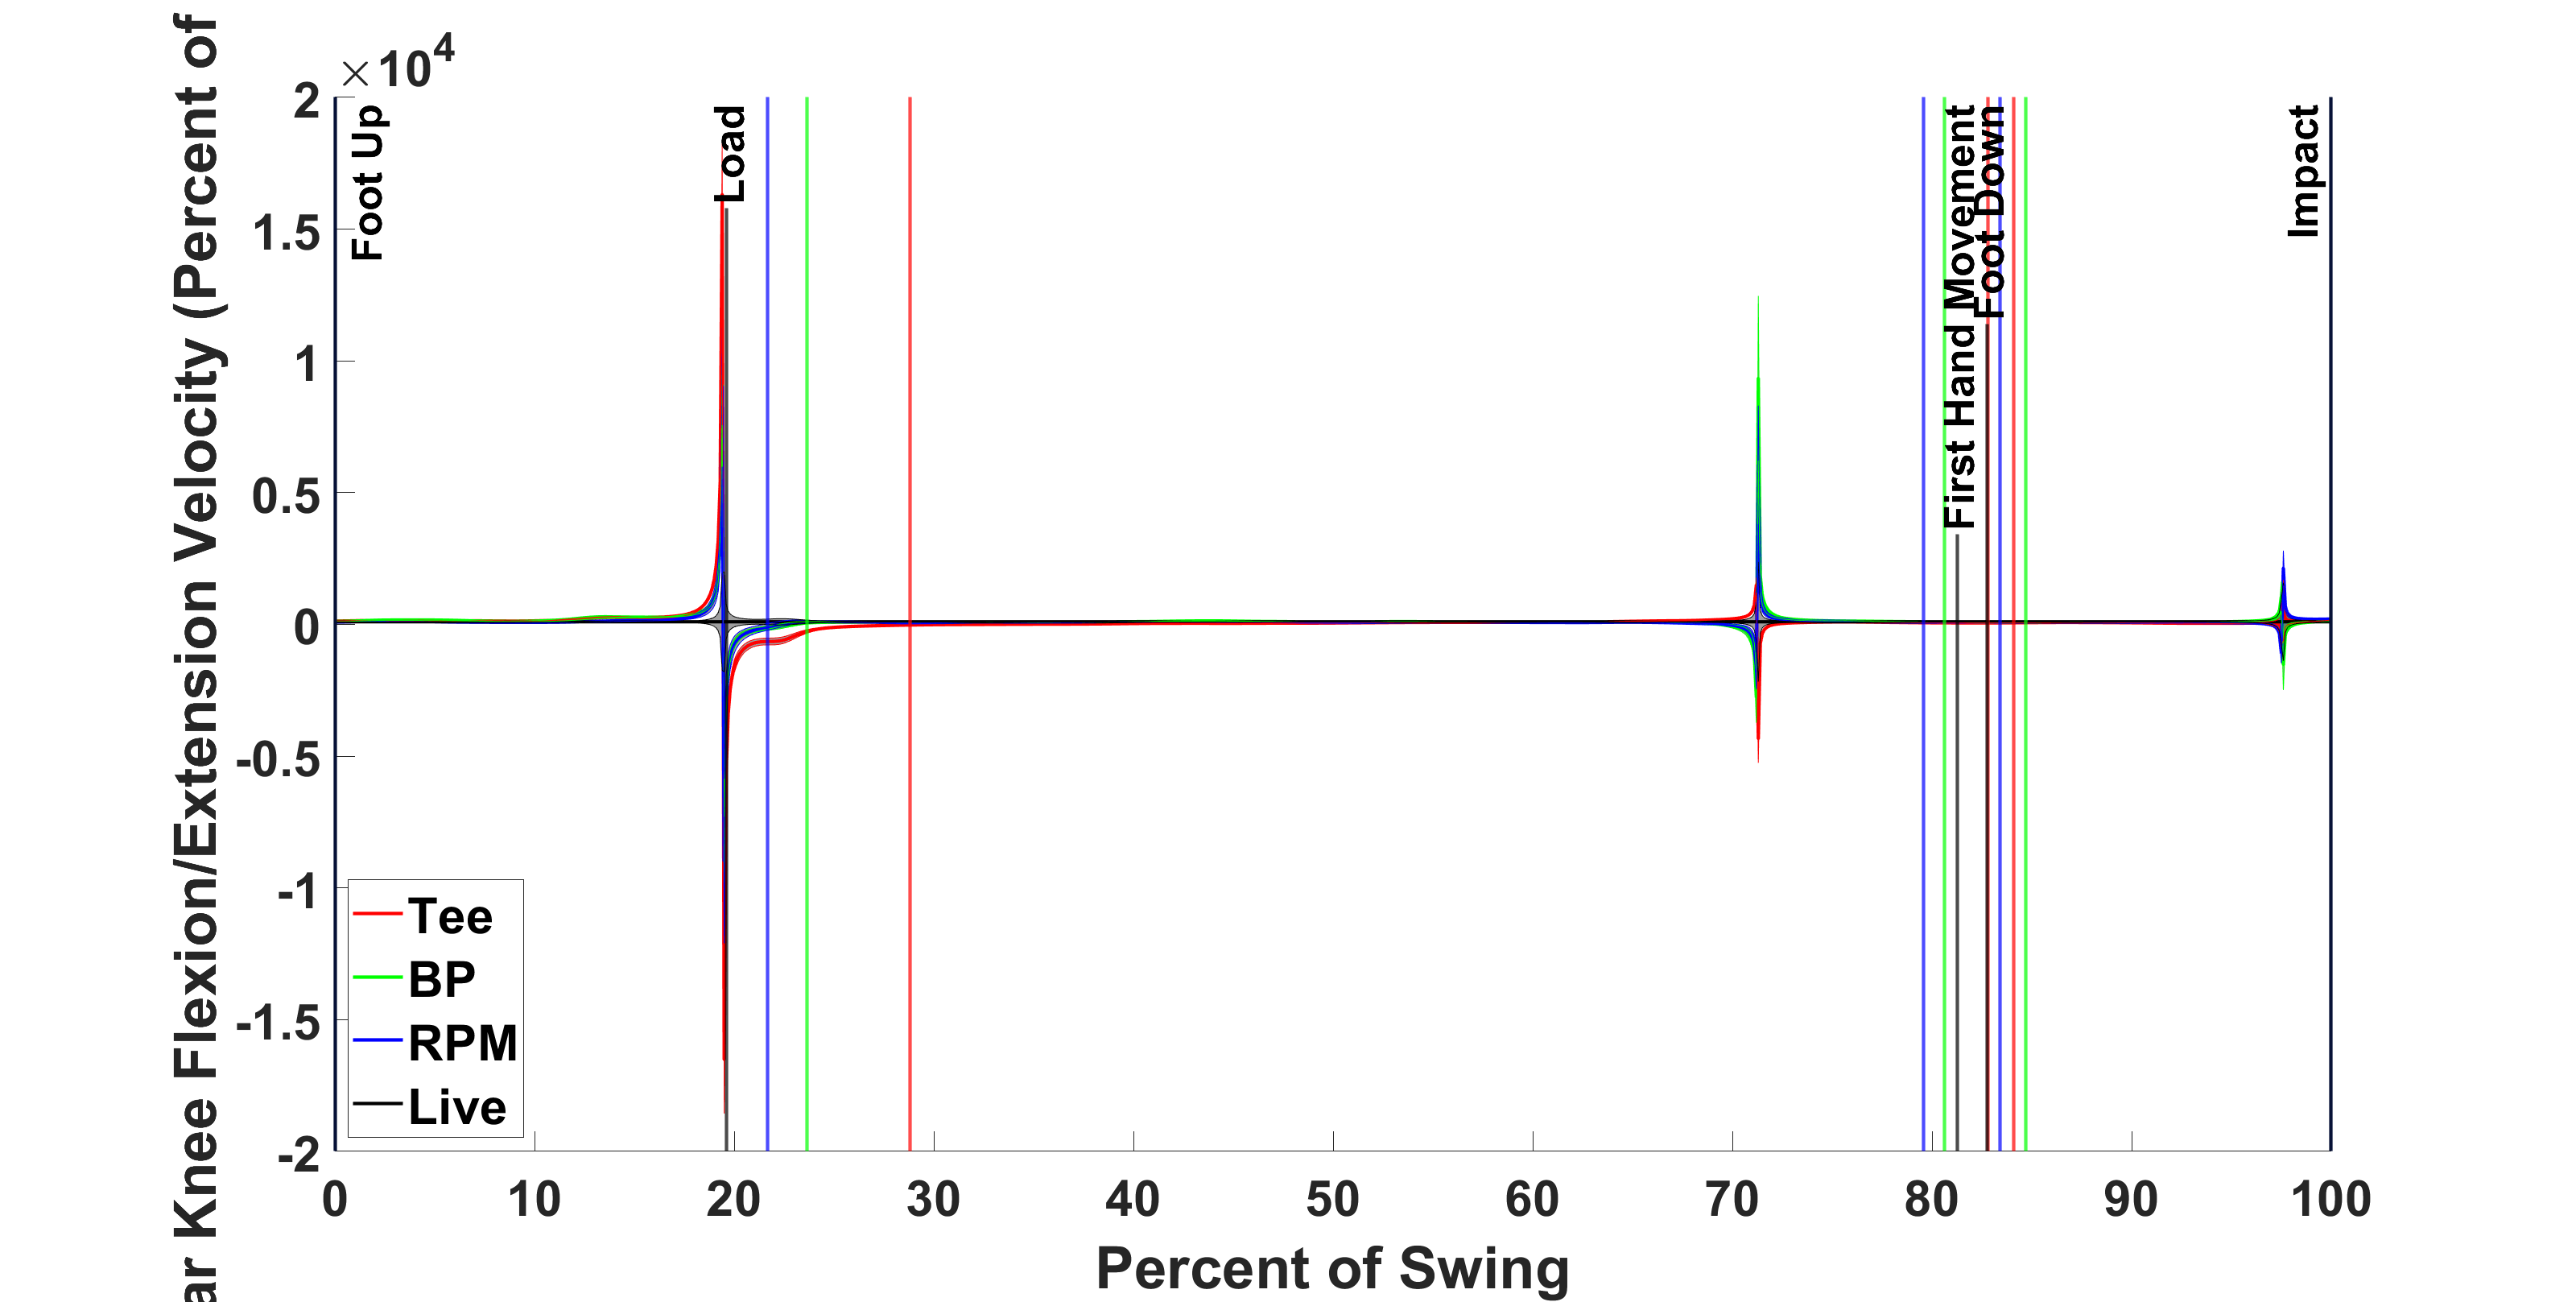 ×10^4
2
1.5
1
0.5
0
-0.5
-1
-1.5
-2
ar Knee Flexion/Extension Velocity (Percent of
Foot Up
Load
First Hand Movement
Foot Down
Impact
Tee
BP
RPM
Live
0 10 20 30 40 50 60 70 80 90 100
Percent of Swing